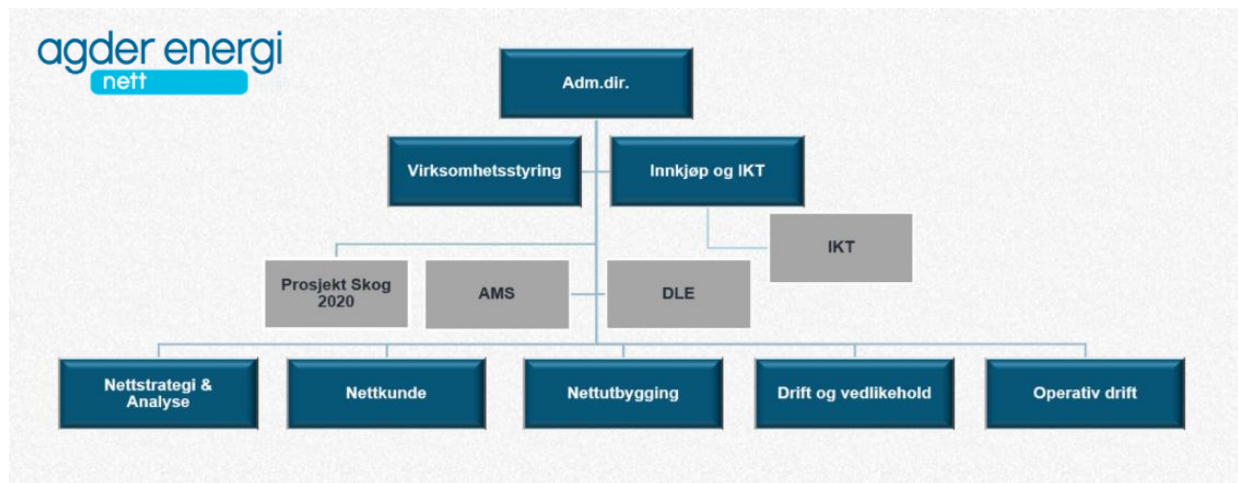 agder energi
nett
Adm.dir.
Virksomhetsstyring
Innkjøp og IKT
IKT
Prosjekt Skog
2020
AMS
DLE
Nettstrategi &
Analyse
Nettkunde
Nettutbygging
Drift og vedlikehold
Operativ drift